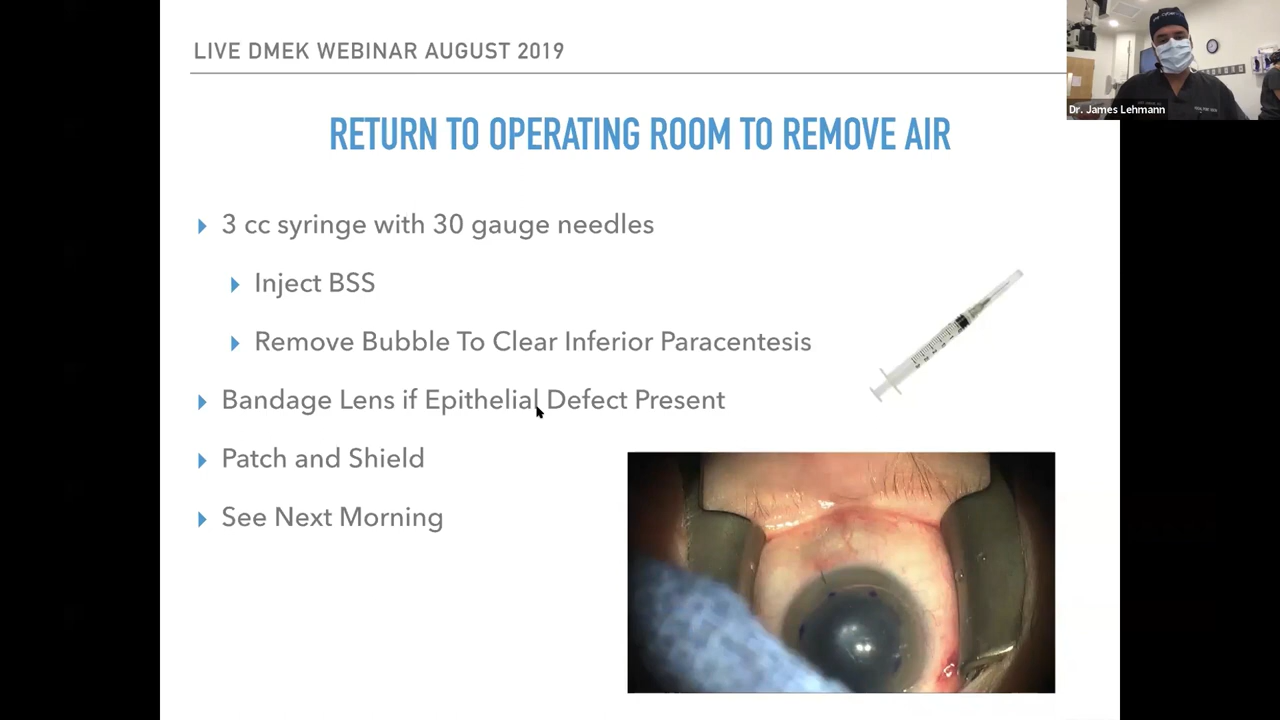 LIVE DMEK WEBINAR AUGUST 2019
RETURN TO OPERATING ROOM TO REMOVE AIR
3 cc syringe with 30 gauge needles
Inject BSS
Remove Bubble To Clear Inferior Paracentesis
Bandage Lens if Epithelial Defect Present
Patch and Shield
See Next Morning
Dr. James Lehmann